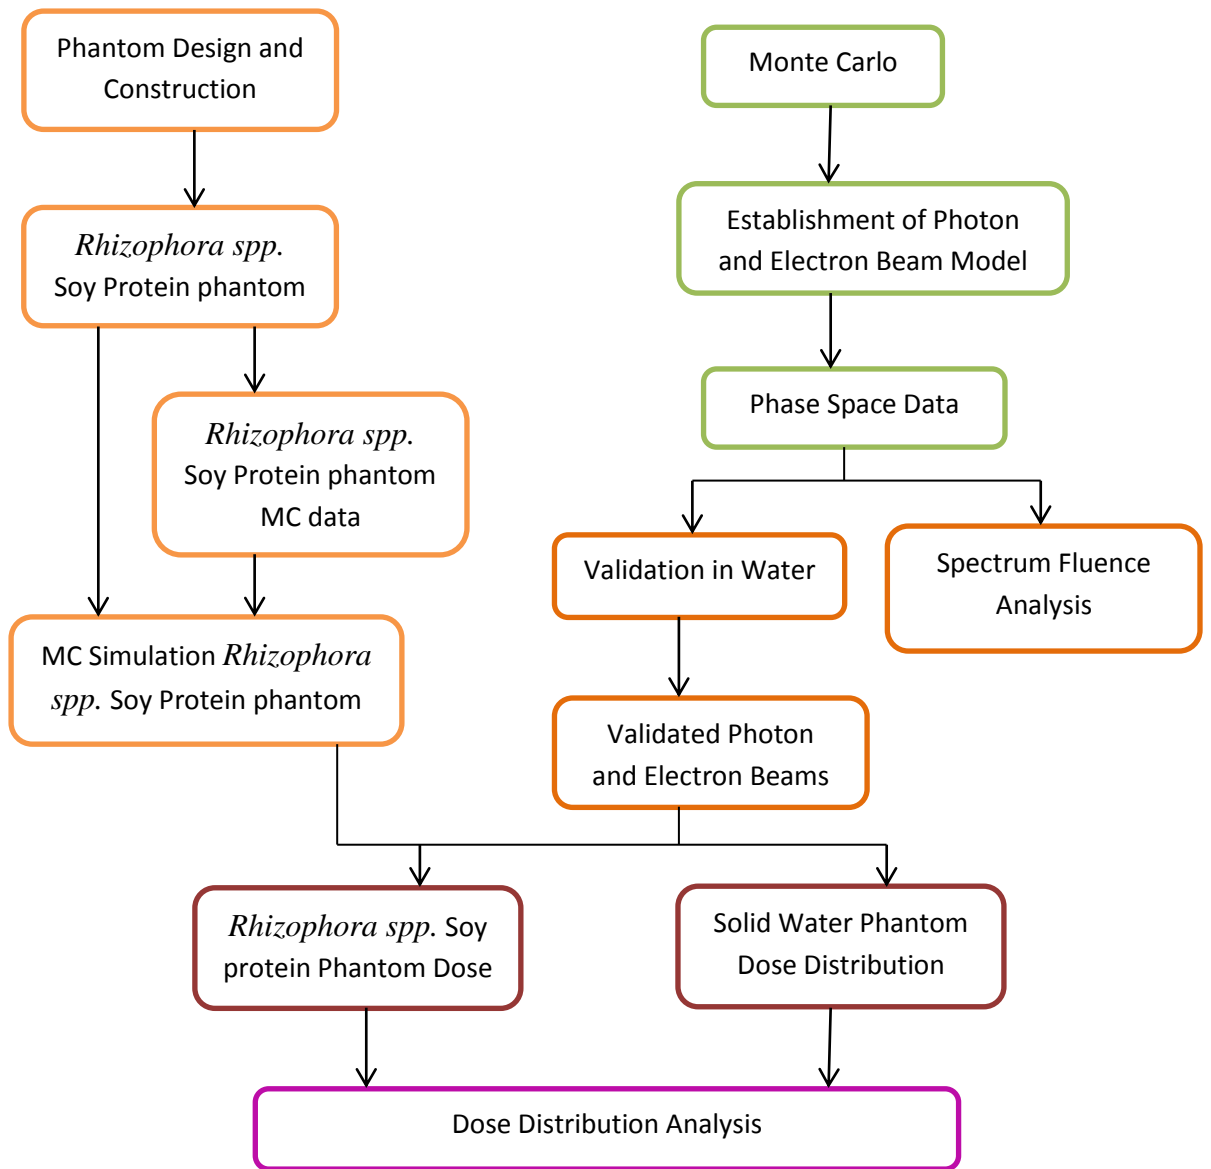 Phantom Design and
Construction
Rhizophora spp.
Soy Protein phantom
Rhizophora spp.
Soy Protein phantom
MC data
MC Simulation Rhizophora
spp. Soy Protein phantom
Monte Carlo
Establishment of Photon
and Electron Beam Model
Phase Space Data
Validation in Water
Spectrum Fluence
Analysis
Validated Photon
and Electron Beams
Rhizophora spp. Soy
protein Phantom Dose
Solid Water Phantom
Dose Distribution
Dose Distribution Analysis